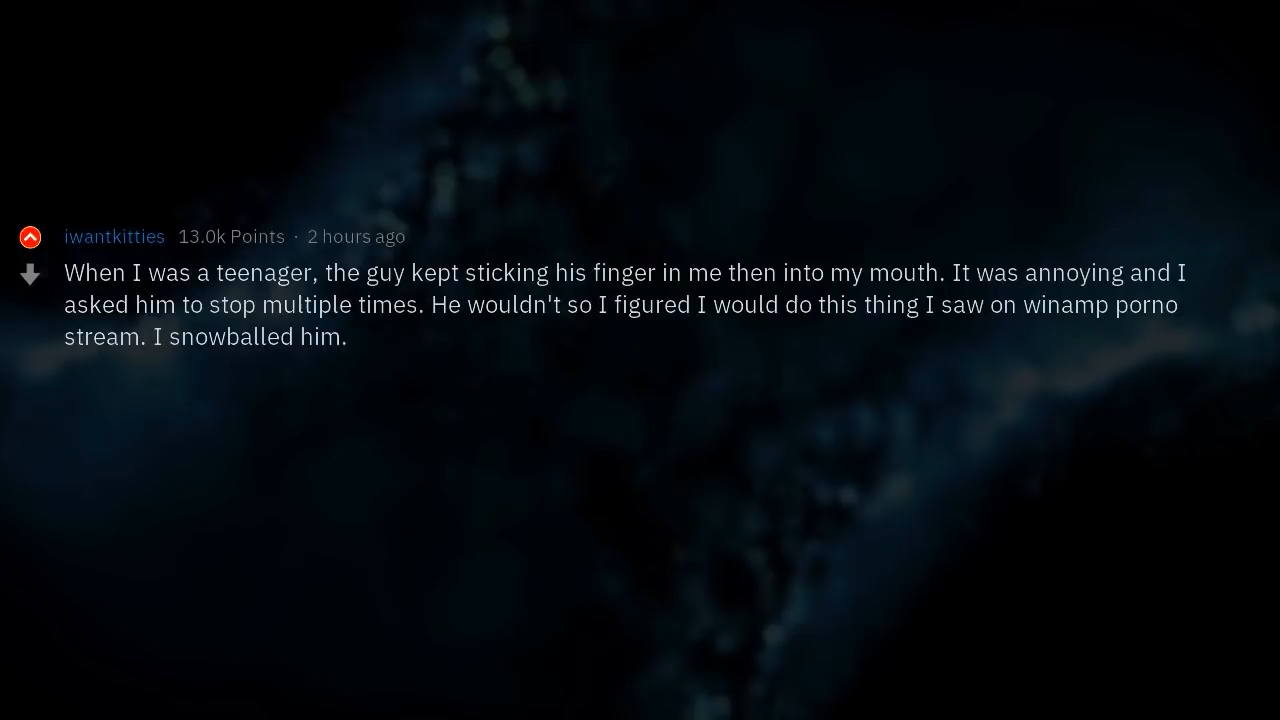 iwantkitties 13.0k Points · 2 hours ago
When I was a teenager, the guy kept sticking his finger in me then into my mouth. It was annoying and I
asked him to stop multiple times. He wouldn't so I figured I would do this thing I saw on winamp porno
stream. I snowballed him.